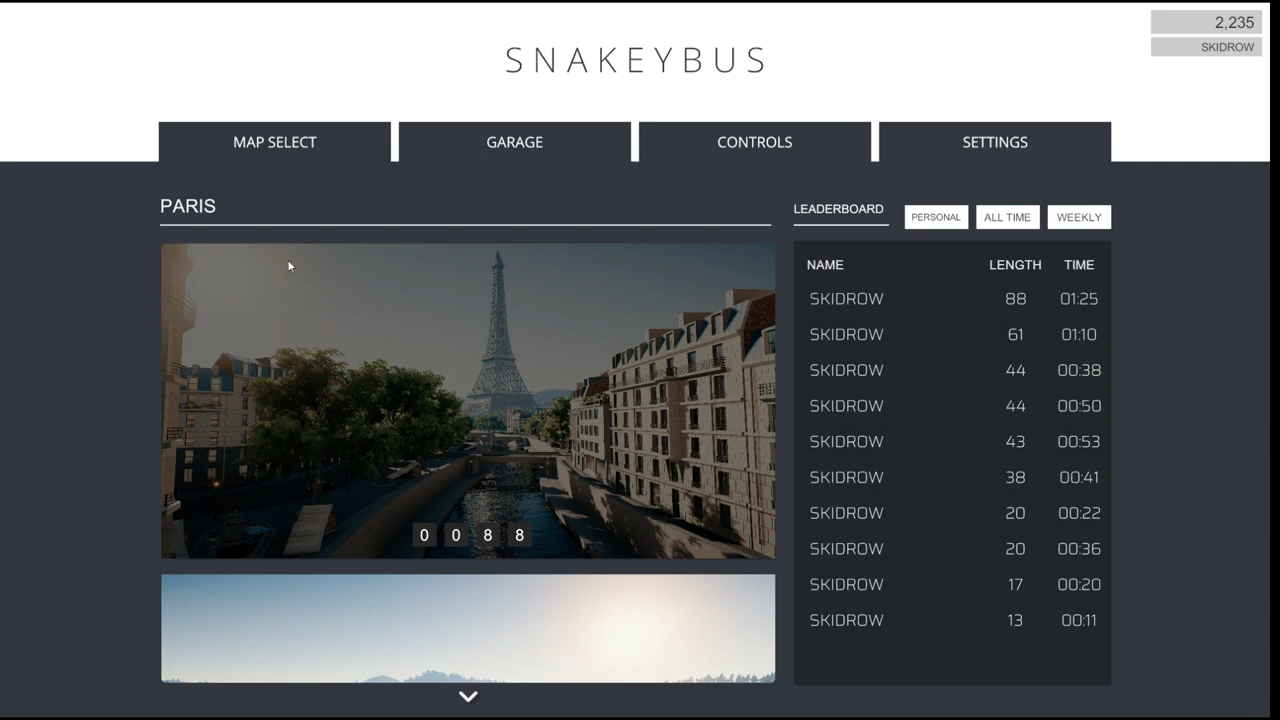 2,235
SKIDROW
SNAKEYBUS
MAP SELECT GARAGE CONTROLS SETTINGS
PARIS
0 0 8 8
LEADERBOARD PERSONAL ALL TIME WEEKLY
NAME LENGTH TIME
SKIDROW 88 01:25
SKIDROW 61 01:10
SKIDROW 44 00:38
SKIDROW 44 00:50
SKIDROW 43 00:53
SKIDROW 38 00:41
SKIDROW 20 00:22
SKIDROW 20 00:36
SKIDROW 17 00:20
SKIDROW 13 00:11